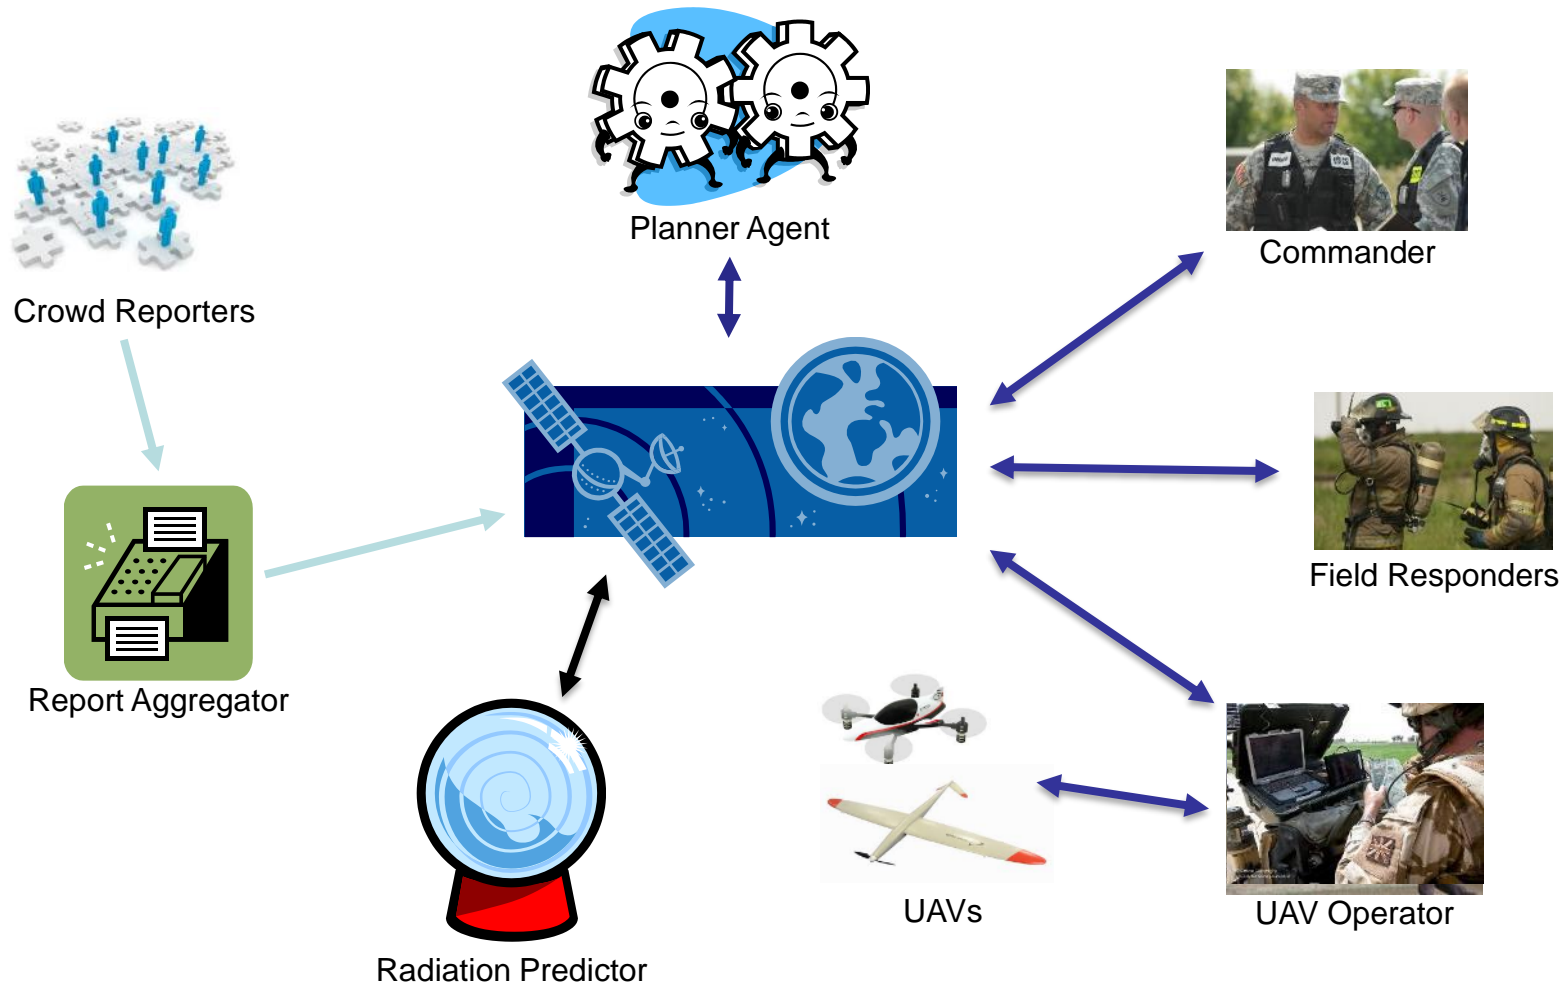 Planner Agent
Commander
Crowd Reporters
Field Responders
Report Aggregator
UAVs
UAV Operator
Radiation Predictor